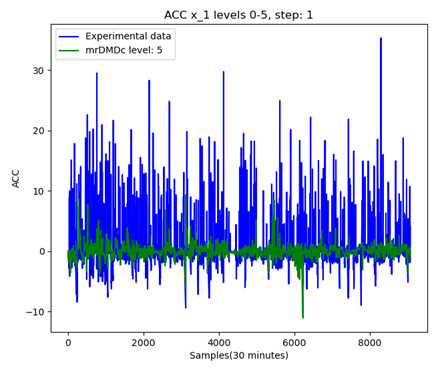 ACC x_1 levels 0-5, step: 1
Experimental data
mrDMDc level: 5
30
20
10
0
−10
ACC
0 2000 4000 6000 8000
Samples(30 minutes)